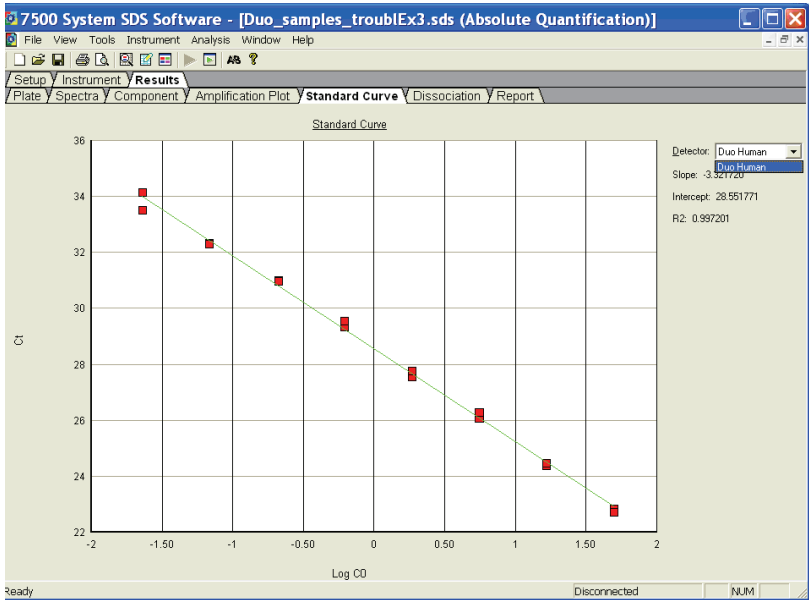 7500 System SDS Software - [Duo_samples_troublEx3.sds (Absolute Quantification)]
File View Tools Instrument Analysis Window Help
Setup Instrument Results
Plate Spectra Component Amplification Plot Standard Curve Dissociation Report
Standard Curve
Detector: Duo Human
Duo Human
Slope: -3.321720
Intercept: 28.551771
R2: 0.997201
36
34
32
30
28
26
24
22
Ct
-2 -1.50 -1 -0.50 0 0.50 1 1.50 2
Log C0
Ready Disconnected NUM